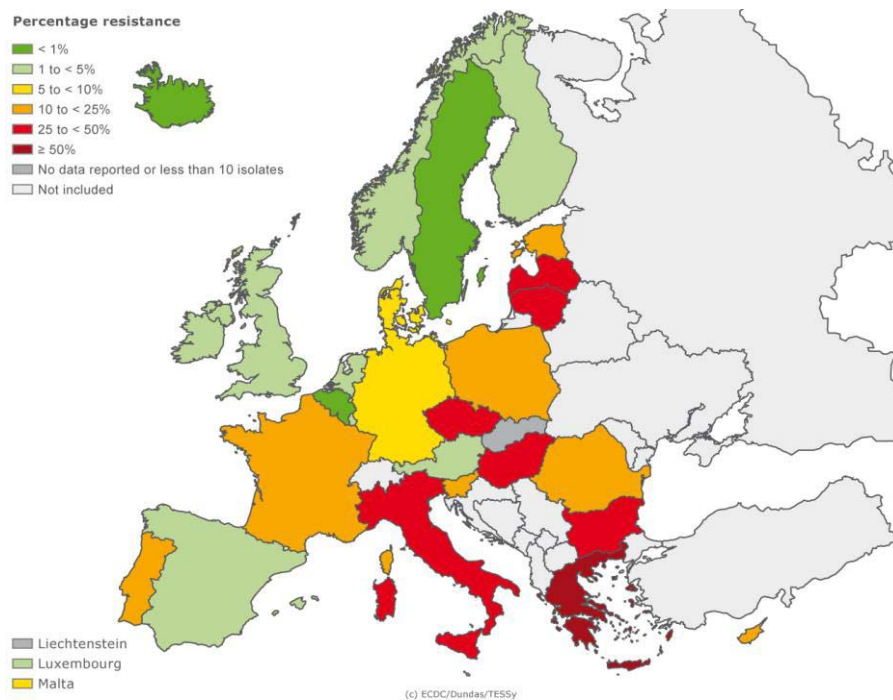 Percentage resistance
< 1%
1 to < 5%
5 to < 10%
10 to < 25%
25 to < 50%
≥ 50%
No data reported or less than 10 isolates
Not included
Liechtenstein
Luxembourg
Malta
(c) ECDC/Dundas/TESSy